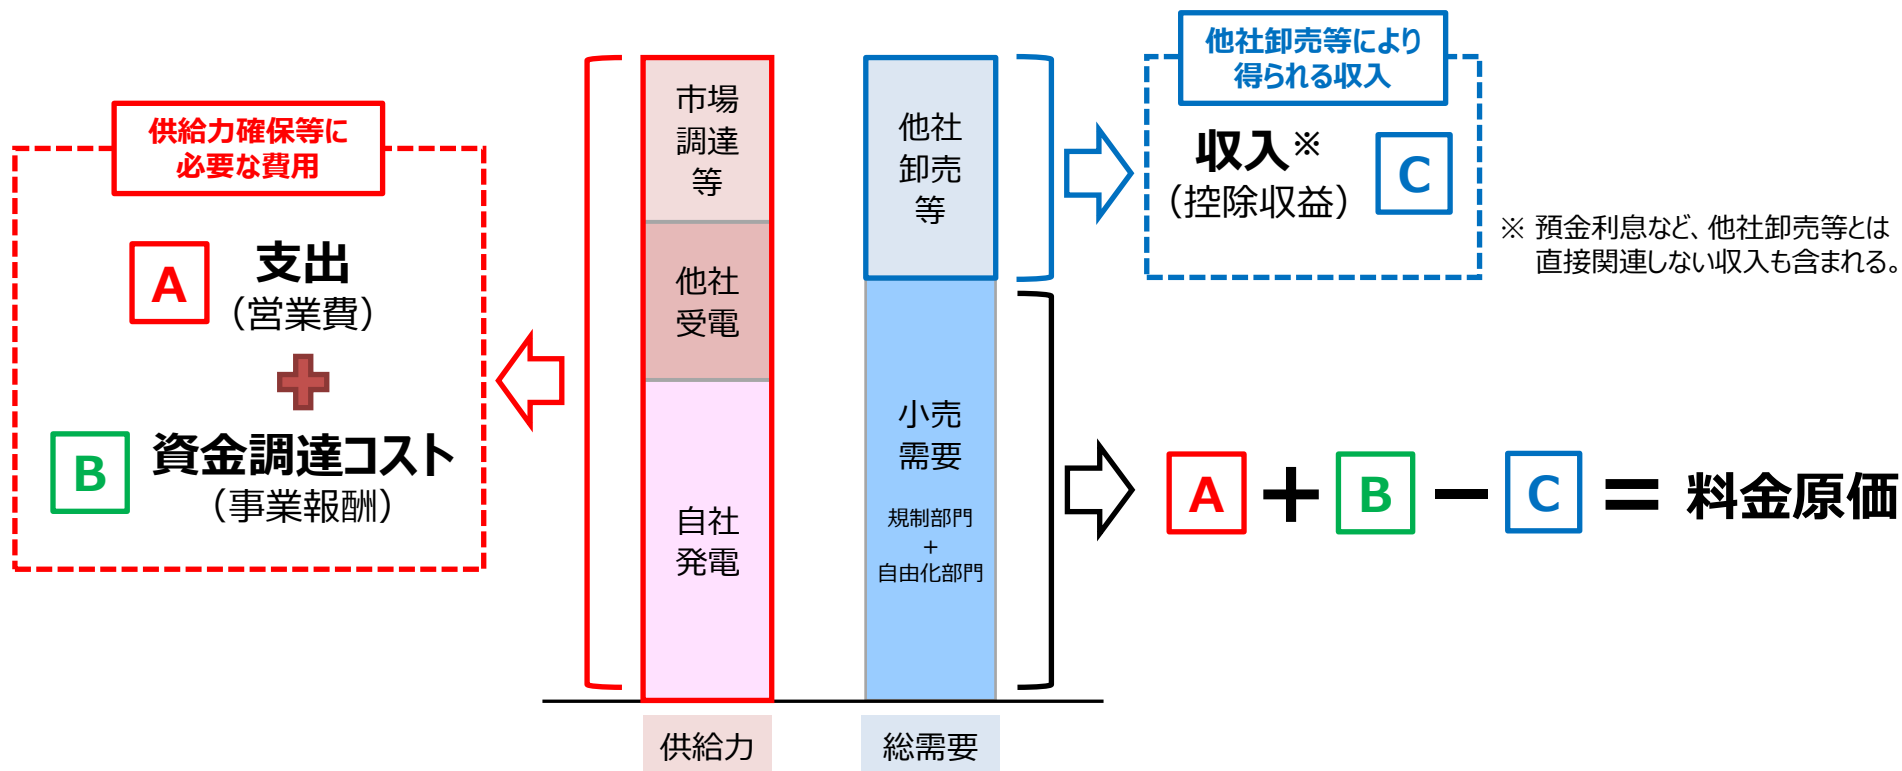 供給力確保等に
必要な費用
A
支出
（営業費）
B
資金調達コスト
（事業報酬）
市場
調達
等
他社
受電
自社
発電
供給力
他社
卸売
等
小売
需要
規制部門
+
自由化部門
総需要
他社卸売等により
得られる収入
収入※
（控除収益）
C
※ 預金利息など、他社卸売等とは
直接関連しない収入も含まれる。
A + B － C ＝ 料金原価